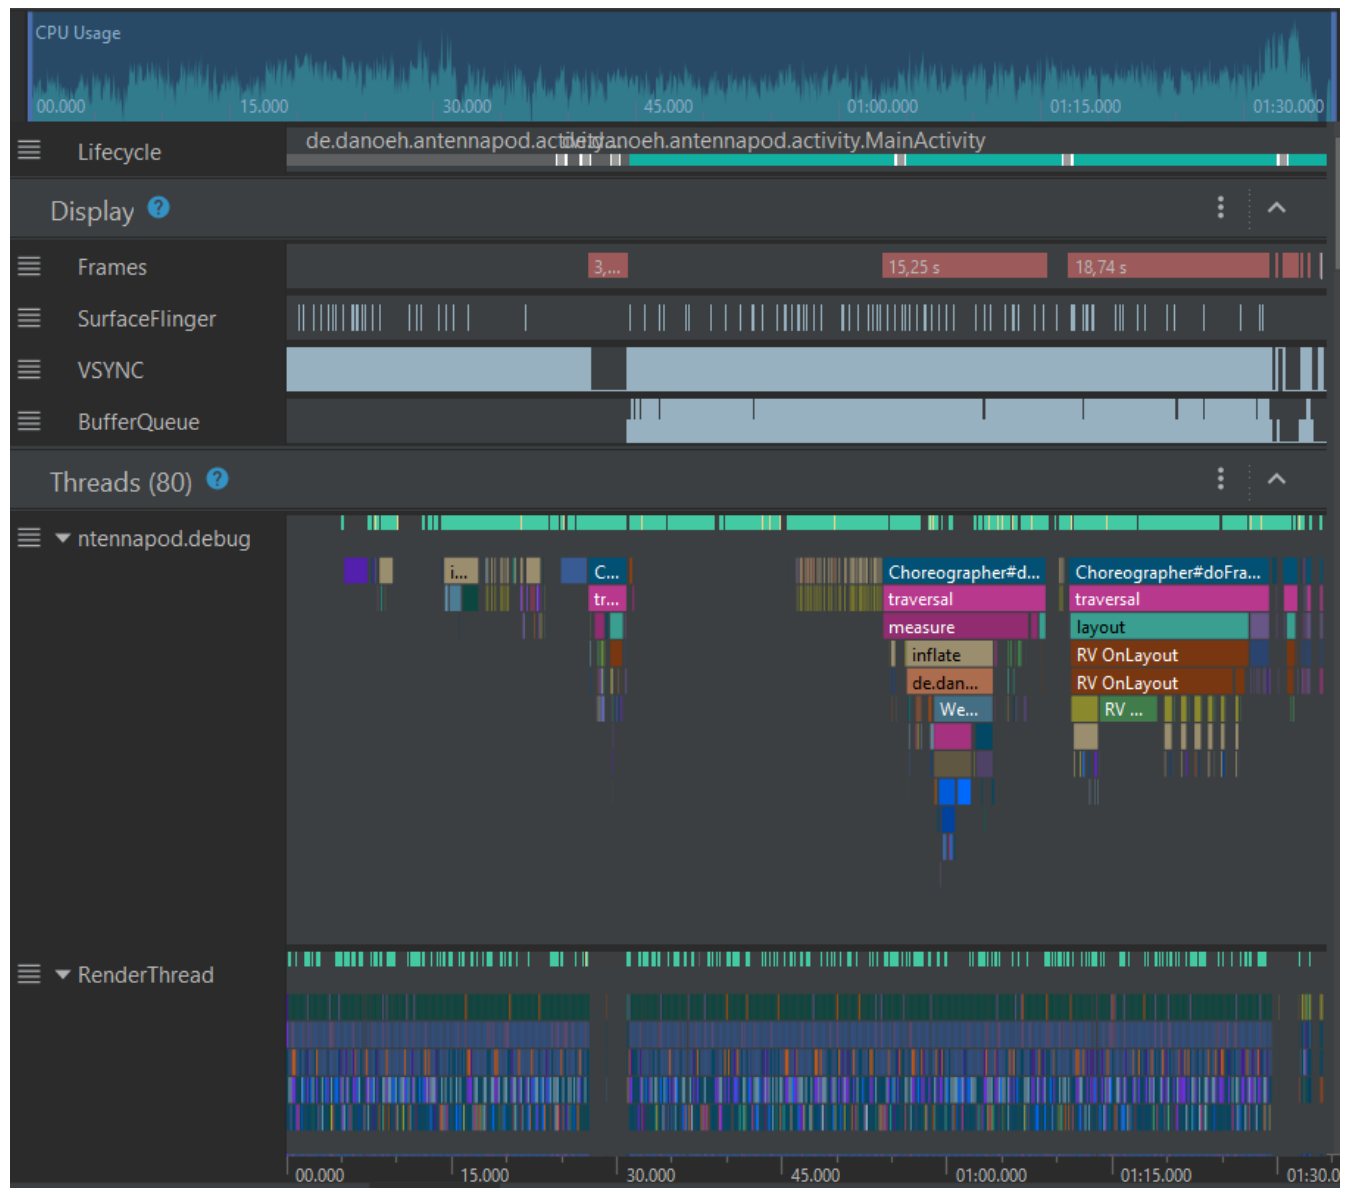 CPU Usage
00.000 15.000 30.000 45.000 01:00.000 01:15.000 01:30.000
Lifecycle
de.danoeh.antennapod.activity.MainActivity
Display ?
Frames
3,... 15,25 s 18,74 s
SurfaceFlinger
VSYNC
BufferQueue
Threads (80) ?
ntennapod.debug
i... C... Choreographer#d... Choreographer#doFra...
tr... traversal traversal
measure layout
inflate RV OnLayout
de.dan... RV OnLayout
We... RV ...
RenderThread
00.000 15.000 30.000 45.000 01:00.000 01:15.000 01:30.0